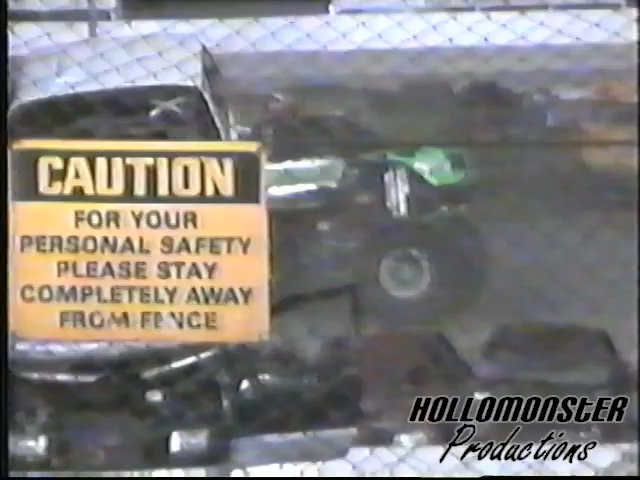 CAUTION
FOR YOUR
PERSONAL SAFETY
PLEASE STAY
COMPLETELY AWAY
FROM FENCE
HOLLOMONSTER
Productions